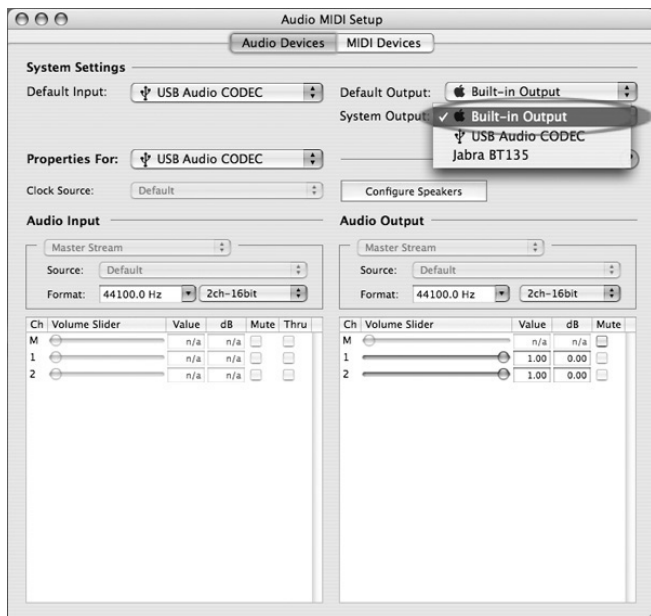 Audio MIDI Setup
Audio Devices MIDI Devices
System Settings
Default Input: USB Audio CODEC Default Output: Built-in Output
System Output: ✓ Built-in Output
USB Audio CODEC
Jabra BT135
Properties For: USB Audio CODEC
Clock Source: Default Configure Speakers
Audio Input Audio Output
Master Stream Master Stream
Source: Default Source: Default
Format: 44100.0 Hz 2ch-16bit Format: 44100.0 Hz 2ch-16bit
Ch Volume Slider Value dB Mute Thru Ch Volume Slider Value dB Mute
M n/a n/a M n/a n/a
1 n/a n/a 1 1.00 0.00
2 n/a n/a 2 1.00 0.00